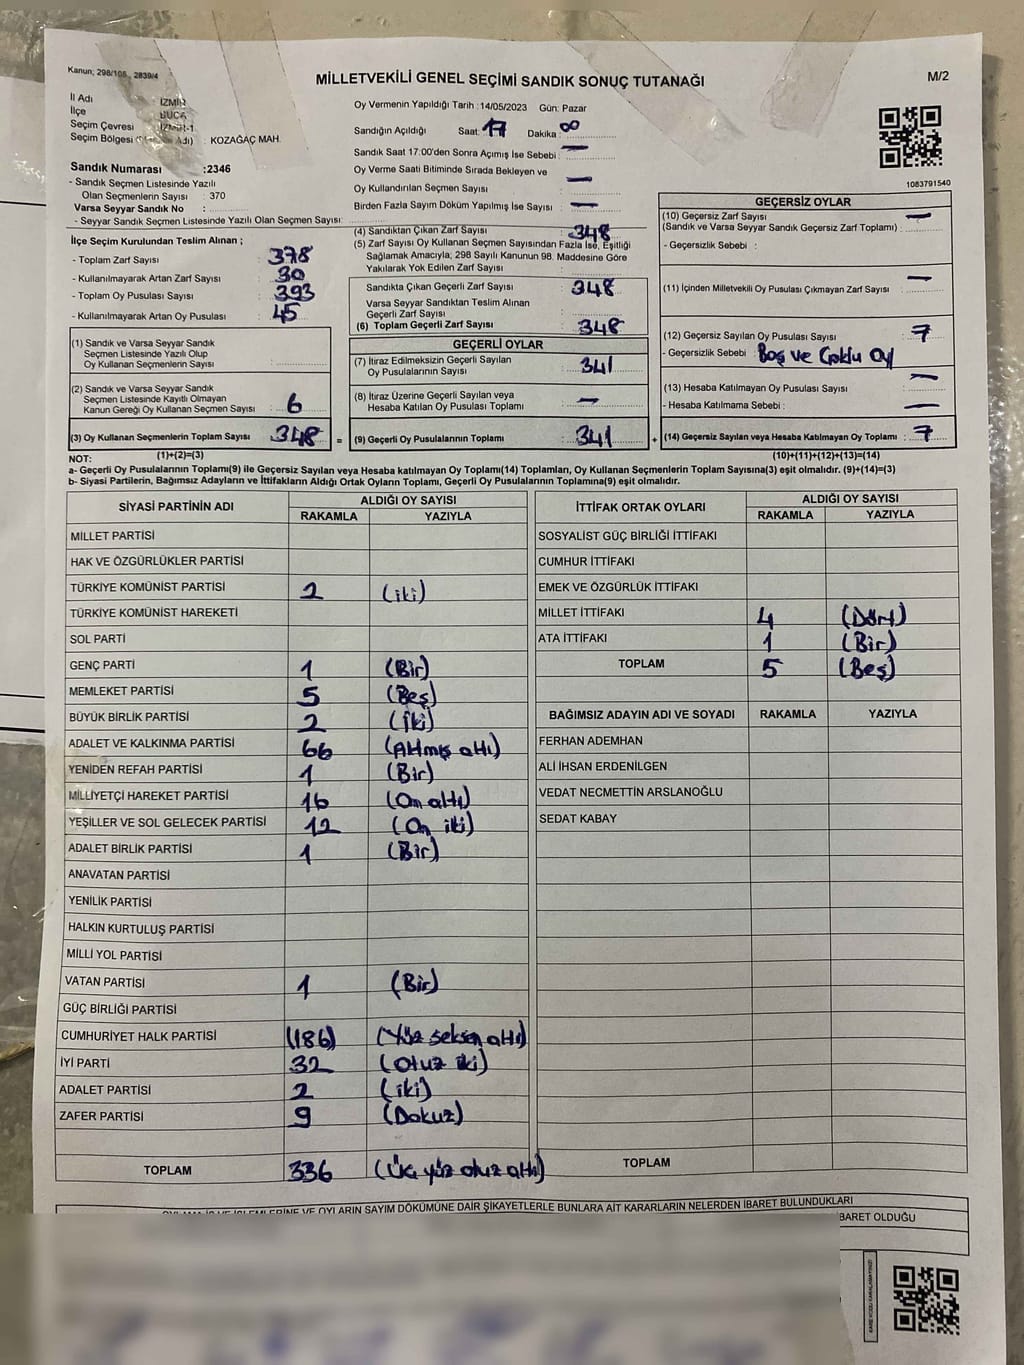 Kanun; 298/105, 2839/4
MİLLETVEKİLİ GENEL SEÇİMİ SANDIK SONUÇ TUTANAĞI
M/2
İl Adı : İZMİR
İlçe : BUCA
Seçim Çevresi : İZMİR-1
Seçim Bölgesi Adı) : KOZAĞAÇ MAH.
Sandık Numarası :2346
- Sandık Seçmen Listesinde Yazılı
Olan Seçmenlerin Sayısı : 370
Varsa Seyyar Sandık No :
- Seyyar Sandık Seçmen Listesinde Yazılı Olan Seçmen Sayısı:
Oy Vermenin Yapıldığı Tarih : 14/05/2023 Gün: Pazar
Sandığın Açıldığı Saat: 17 Dakika: 00
Sandık Saat 17:00'den Sonra Açımış İse Sebebi : —
Oy Verme Saati Bitiminde Sırada Bekleyen ve
Oy Kullandırılan Seçmen Sayısı : —
Birden Fazla Sayım Döküm Yapılmış İse Sayısı : —
1083791540
İlçe Seçim Kurulundan Teslim Alınan ;
- Toplam Zarf Sayısı : 378
- Kullanılmayarak Artan Zarf Sayısı : 30
- Toplam Oy Pusulası Sayısı : 393
- Kullanılmayarak Artan Oy Pusulası : 45
(1) Sandık ve Varsa Seyyar Sandık
Seçmen Listesinde Yazılı Olup
Oy Kullanan Seçmenlerin Sayısı :
(2) Sandık ve Varsa Seyyar Sandık
Seçmen Listesinde Kayıtlı Olmayan
Kanun Gereği Oy Kullanan Seçmen Sayısı : 6
(3) Oy Kullanan Seçmenlerin Toplam Sayısı : 348 =
(4) Sandıktan Çıkan Zarf Sayısı : 348
(5) Zarf Sayısı Oy Kullanan Seçmen Sayısından Fazla İse, Eşitliği
Sağlamak Amacıyla; 298 Sayılı Kanunun 98. Maddesine Göre
Yakılarak Yok Edilen Zarf Sayısı :
Sandıkta Çıkan Geçerli Zarf Sayısı : 348
Varsa Seyyar Sandıktan Teslim Alınan
Geçerli Zarf Sayısı :
(6) Toplam Geçerli Zarf Sayısı : 348
GEÇERLİ OYLAR
(7) İtiraz Edilmeksizin Geçerli Sayılan
Oy Pusulalarının Sayısı : 341
(8) İtiraz Üzerine Geçerli Sayılan veya
Hesaba Katılan Oy Pusulası Toplamı : —
(9) Geçerli Oy Pusulalarının Toplamı : 341 +
GEÇERSİZ OYLAR
(10) Geçersiz Zarf Sayısı —
(Sandık ve Varsa Seyyar Sandık Geçersiz Zarf Toplamı) :
- Geçersizlik Sebebi :
(11) İçinden Milletvekili Oy Pusulası Çıkmayan Zarf Sayısı : —
(12) Geçersiz Sayılan Oy Pusulası Sayısı : 7
- Geçersizlik Sebebi : Boş ve Çoklu Oy
(13) Hesaba Katılmayan Oy Pusulası Sayısı : —
- Hesaba Katılmama Sebebi : —
(14) Geçersiz Sayılan veya Hesaba Katılmayan Oy Toplamı : 7
NOT: (1)+(2)=(3) (10)+(11)+(12)+(13)=(14)
a- Geçerli Oy Pusulalarının Toplamı(9) ile Geçersiz Sayılan veya Hesaba katılmayan Oy Toplamı(14) Toplamları, Oy Kullanan Seçmenlerin Toplam Sayısına(3) eşit olmalıdır. (9)+(14)=(3)
b- Siyasi Partilerin, Bağımsız Adayların ve İttifakların Aldığı Ortak Oyların Toplamı, Geçerli Oy Pusulalarının Toplamına(9) eşit olmalıdır.
SİYASİ PARTİNİN ADI ALDIĞI OY SAYISI
RAKAMLA YAZIYLA
MİLLET PARTİSİ
HAK VE ÖZGÜRLÜKLER PARTİSİ
TÜRKİYE KOMÜNİST PARTİSİ 2 (iki)
TÜRKİYE KOMÜNİST HAREKETİ
SOL PARTİ
GENÇ PARTİ 1 (Bir)
MEMLEKET PARTİSİ 5 (Beş)
BÜYÜK BİRLİK PARTİSİ 2 (İki)
ADALET VE KALKINMA PARTİSİ 66 (Altmış altı)
YENİDEN REFAH PARTİSİ 1 (Bir)
MİLLİYETÇİ HAREKET PARTİSİ 16 (On altı)
YEŞİLLER VE SOL GELECEK PARTİSİ 12 (On iki)
ADALET BİRLİK PARTİSİ 1 (Bir)
ANAVATAN PARTİSİ
YENİLİK PARTİSİ
HALKIN KURTULUŞ PARTİSİ
MİLLİ YOL PARTİSİ
VATAN PARTİSİ 1 (Bir)
GÜÇ BİRLİĞİ PARTİSİ
CUMHURİYET HALK PARTİSİ (186) (Yüz seksen altı)
İYİ PARTİ 32 (Otuz iki)
ADALET PARTİSİ 2 (iki)
ZAFER PARTİSİ 9 (Dokuz)
TOPLAM 336 (Üç yüz otuz altı)
İTTİFAK ORTAK OYLARI ALDIĞI OY SAYISI
RAKAMLA YAZIYLA
SOSYALİST GÜÇ BİRLİĞİ İTTİFAKI
CUMHUR İTTİFAKI
EMEK VE ÖZGÜRLÜK İTTİFAKI
MİLLET İTTİFAKI 4 (Dört)
ATA İTTİFAKI 1 (Bir)
TOPLAM 5 (Beş)
BAĞIMSIZ ADAYIN ADI VE SOYADI RAKAMLA YAZIYLA
FERHAN ADEMHAN
ALİ İHSAN ERDENİLGEN
VEDAT NECMETTİN ARSLANOĞLU
SEDAT KABAY
TOPLAM
OYLAMA İŞ VE İŞLEMLERİNE VE OYLARIN SAYIM DÖKÜMÜNE DAİR ŞİKAYETLERLE BUNLARA AİT KARARLARIN NELERDEN İBARET BULUNDUKLARI
BARET OLDUĞU